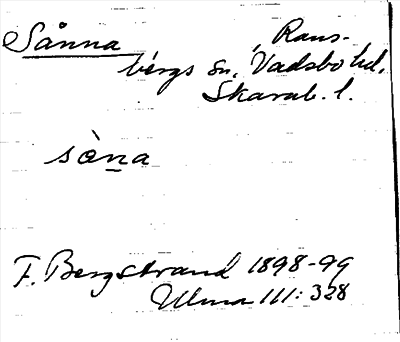 Sånna Rans-
bergs sn, Vadsbo hd,
Skarab. l.
sòna
F. Bergstrand 1898-99
Ulma 111: 328